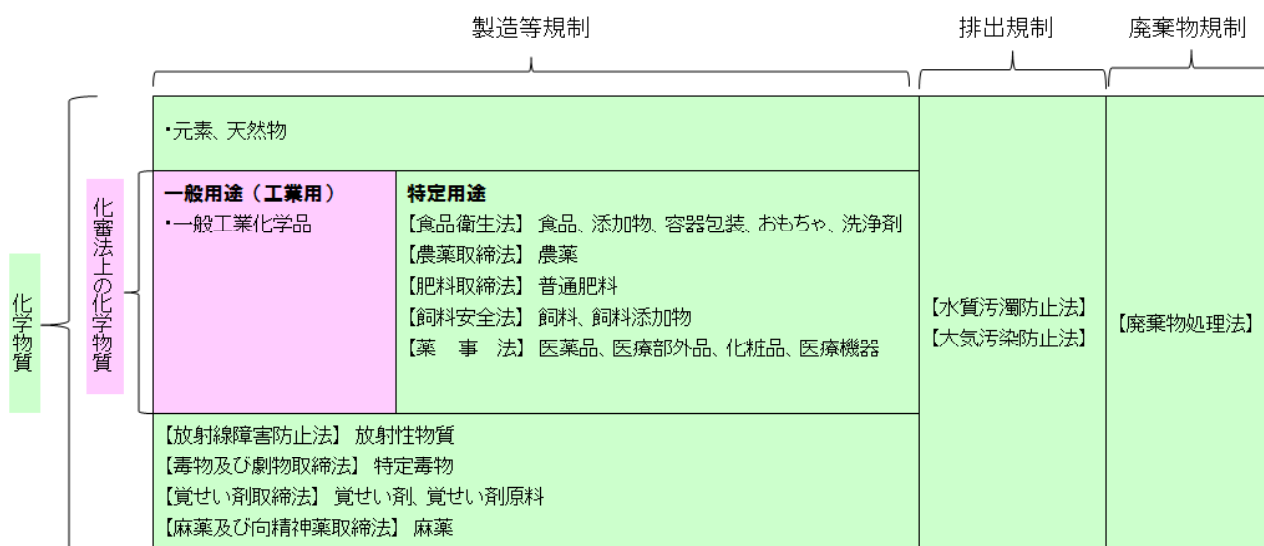 製造等規制
排出規制
廃棄物規制
化学物質
化審法上の化学物質
・元素、天然物
一般用途（工業用）
・一般工業化学品
特定用途
【食品衛生法】 食品、添加物、容器包装、おもちゃ、洗浄剤
【農薬取締法】 農薬
【肥料取締法】 普通肥料
【飼料安全法】 飼料、飼料添加物
【薬　事　法】 医薬品、医療部外品、化粧品、医療機器
【放射線障害防止法】 放射性物質
【毒物及び劇物取締法】 特定毒物
【覚せい剤取締法】 覚せい剤、覚せい剤原料
【麻薬及び向精神薬取締法】 麻薬
【水質汚濁防止法】
【大気汚染防止法】
【廃棄物処理法】